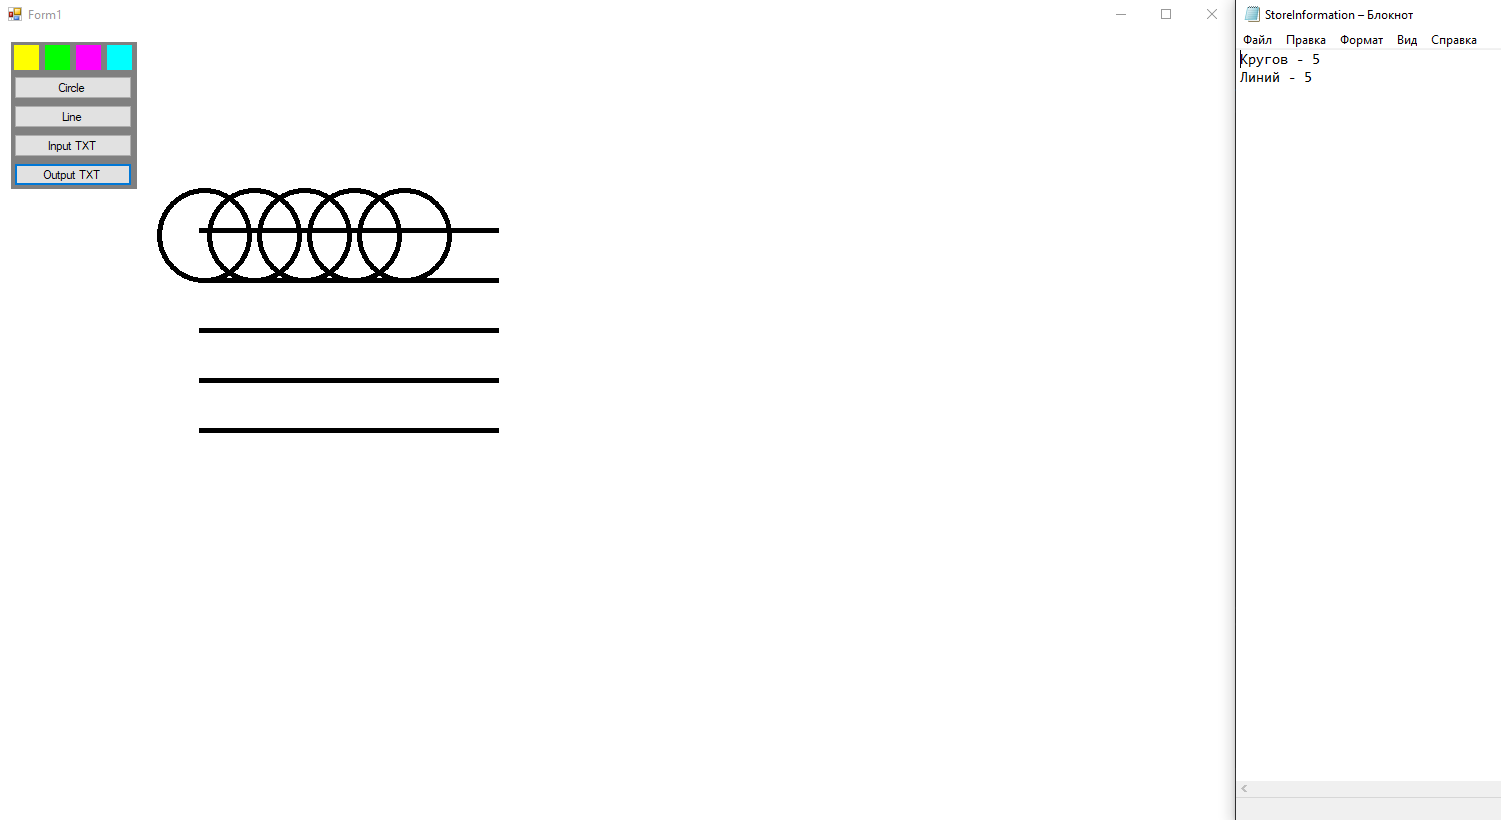 Form1
Circle
Line
Input TXT
Output TXT
StoreInformation – Блокнот
Файл Правка Формат Вид Справка
Кругов - 5
Линий - 5